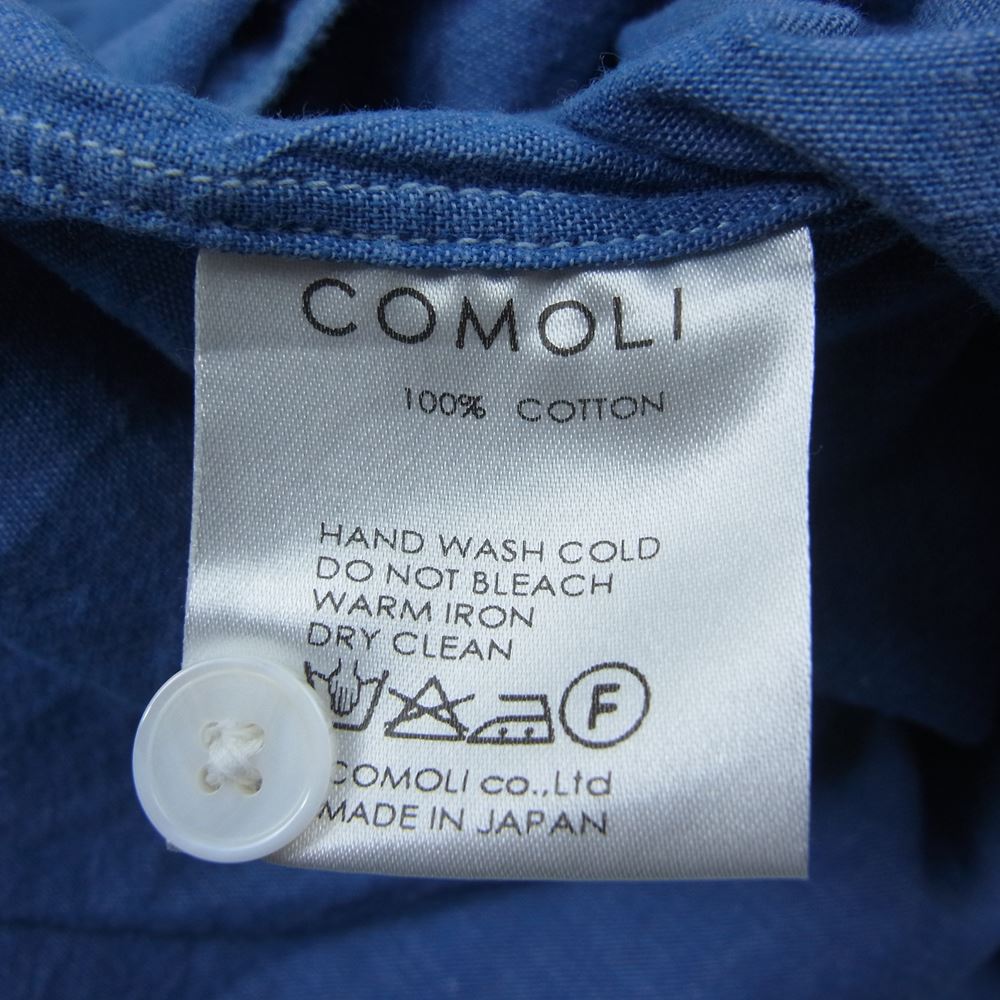 COMOLI
100% COTTON
HAND WASH COLD
DO NOT BLEACH
WARM IRON
DRY CLEAN
F
COMOLI co.,Ltd
MADE IN JAPAN